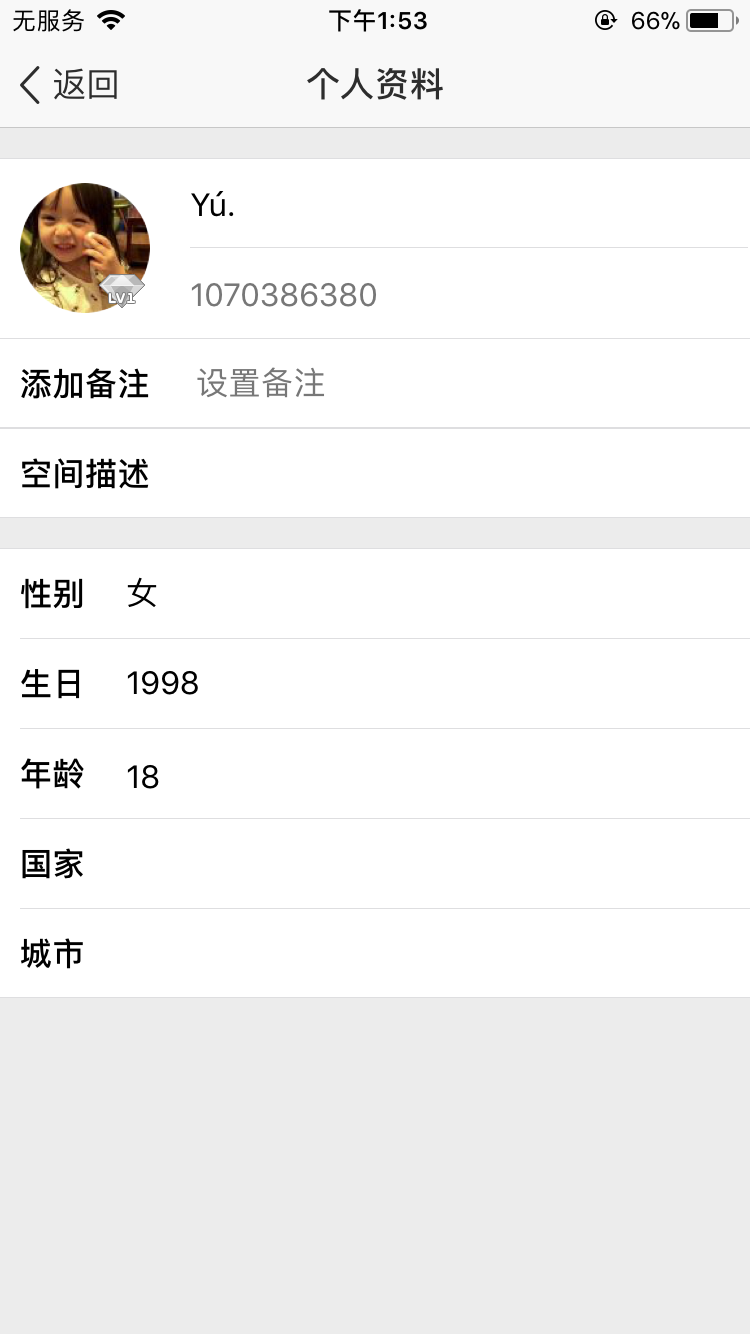 无服务 下午1:53 66%
返回 个人资料
Yú.
LV1
1070386380
添加备注 设置备注
空间描述
性别 女
生日 1998
年龄 18
国家
城市